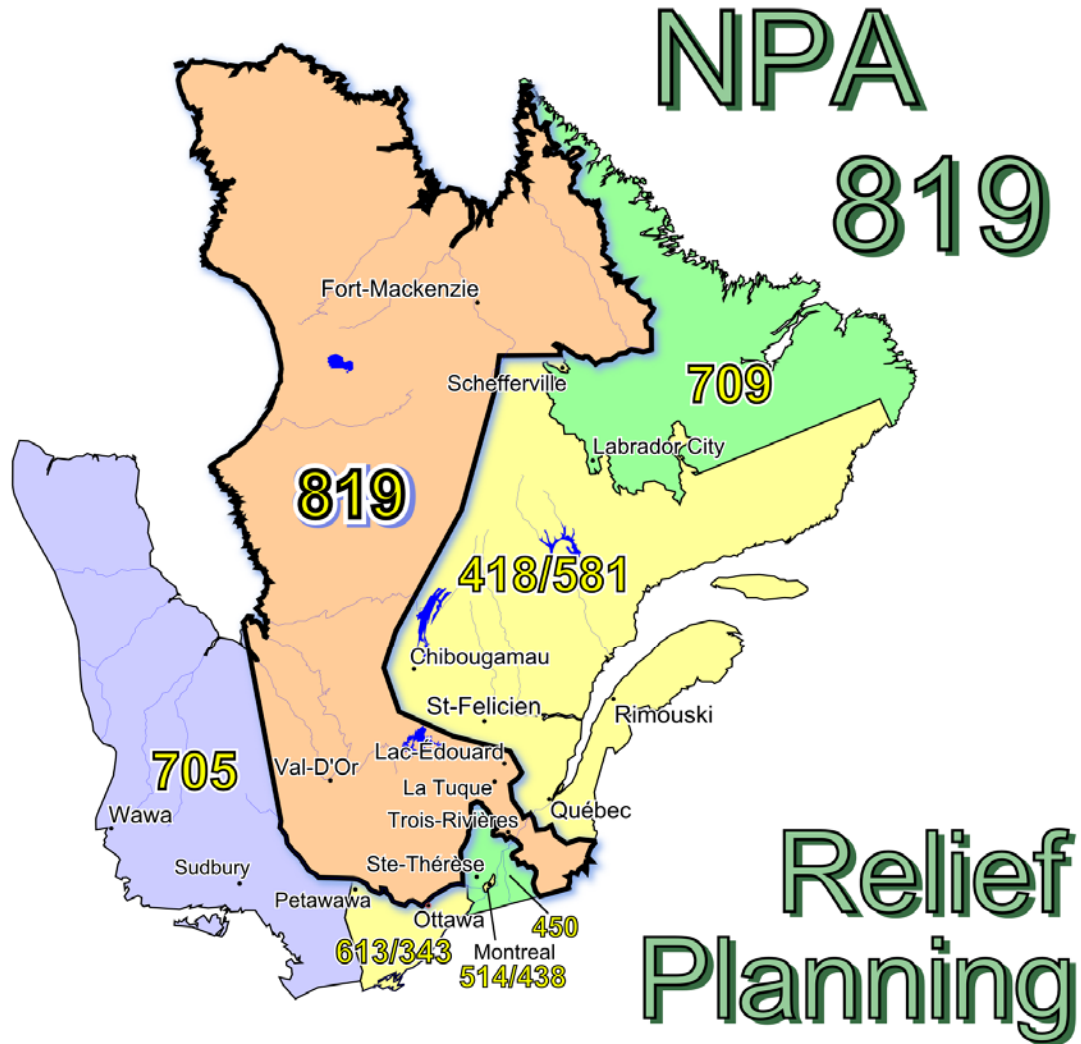 NPA
819
Fort-Mackenzie
Schefferville
709
Labrador City
819
418/581
Chibougamau
St-Felicien
Rimouski
705
Lac-Édouard
Val-D'Or
La Tuque
Québec
Wawa
Trois-Rivières
Sudbury
Ste-Thérèse
Petawawa
Ottawa
450
613/343
Montreal
514/438
Relief
Planning